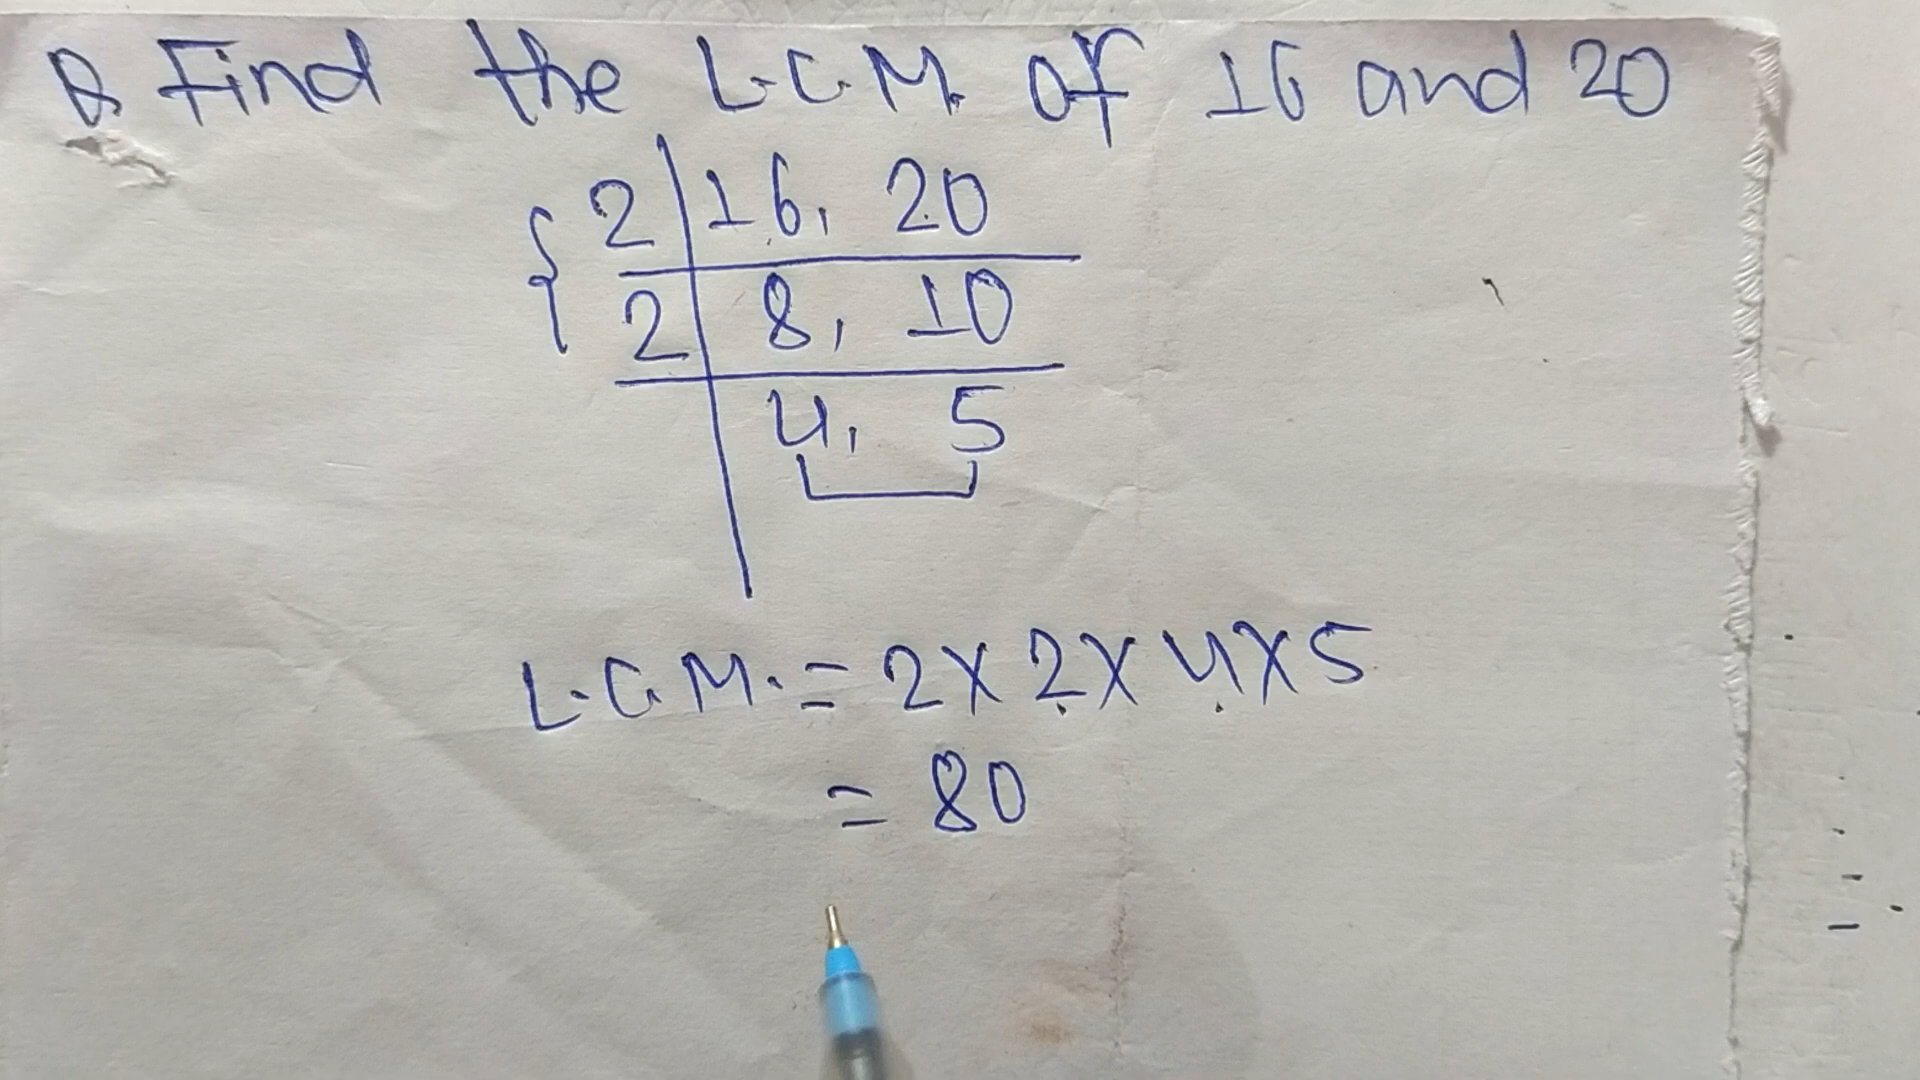 Q. Find the L.C.M. of 16 and 20
2 | 16, 20
2 | 8, 10
4, 5
L.C.M. = 2 X 2 X 4 X 5
= 80